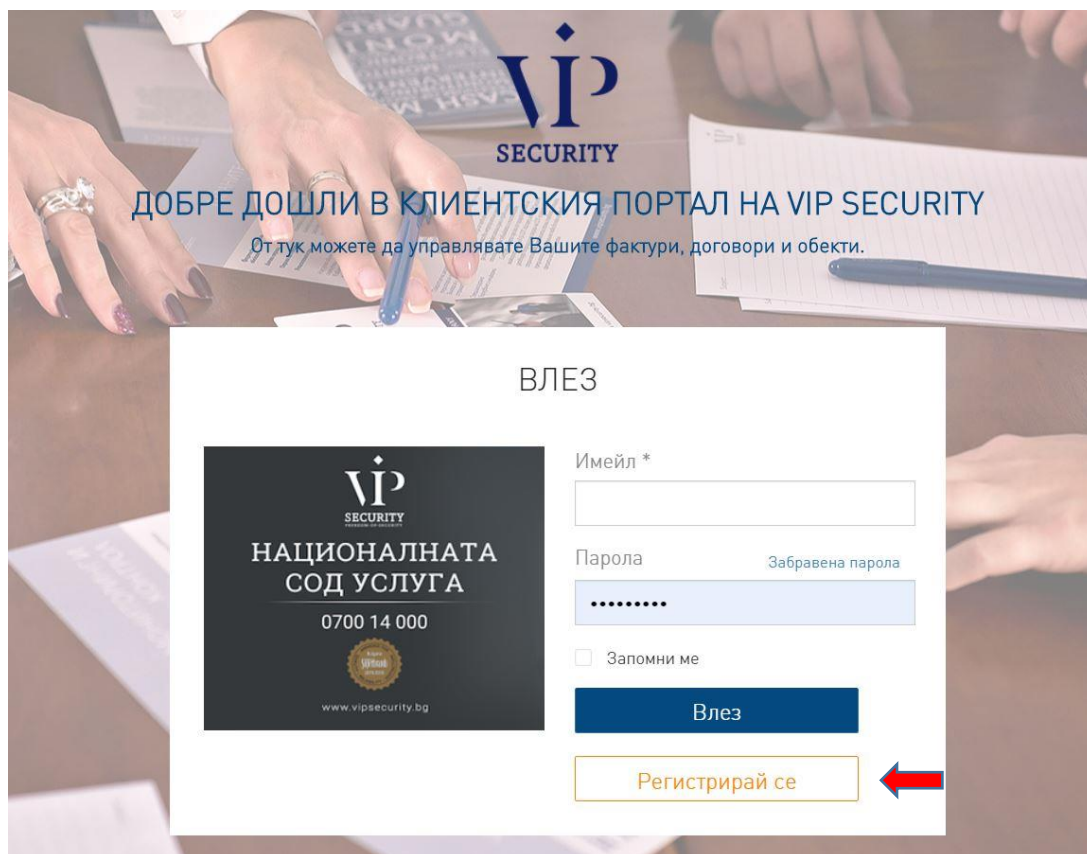 VIP
SECURITY
ДОБРЕ ДОШЛИ В КЛИЕНТСКИЯ ПОРТАЛ НА VIP SECURITY
От тук можете да управлявате Вашите фактури, договори и обекти.
ВЛЕЗ
VIP
SECURITY
НАЦИОНАЛНАТА
СОД УСЛУГА
0700 14 000
www.vipsecurity.bg
Имейл *
Парола
Забравена парола
Запомни ме
Влез
Регистрирай се